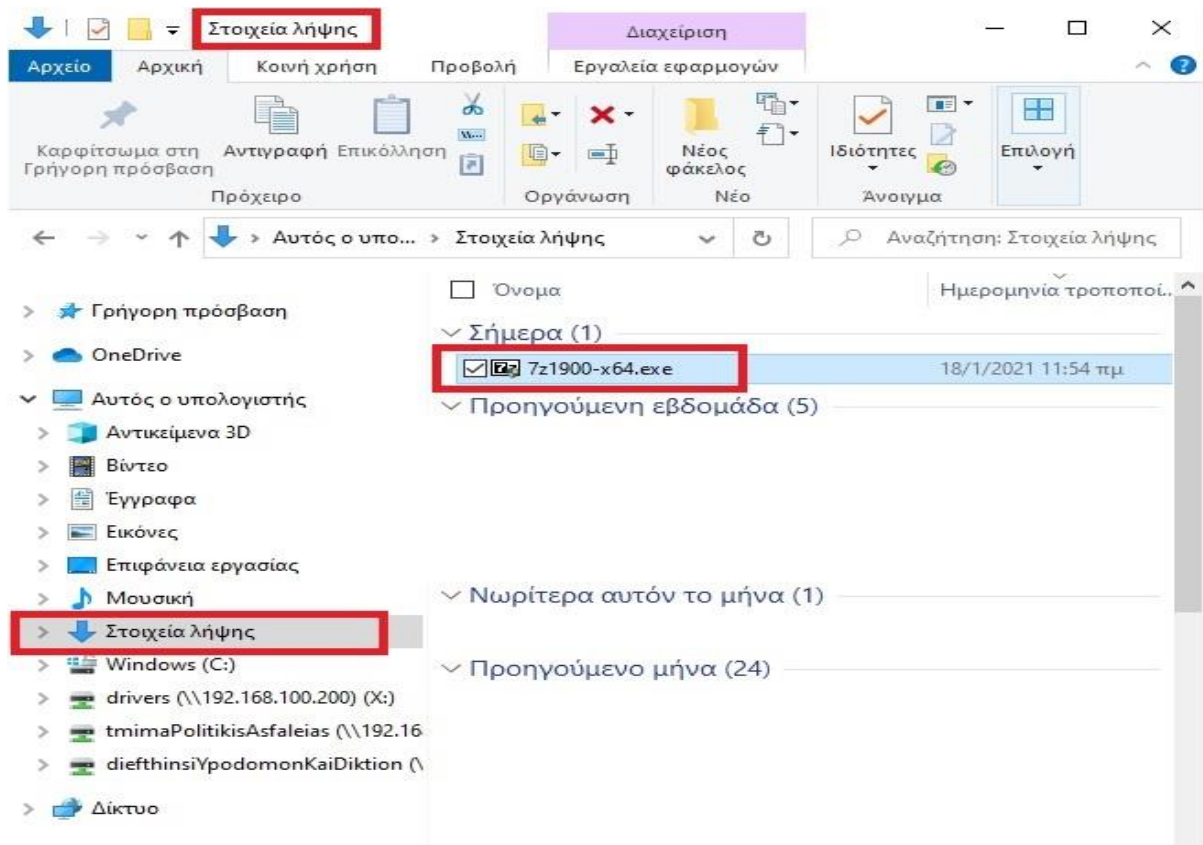 Στοιχεία λήψης
Διαχείριση
Αρχείο Αρχική Κοινή χρήση Προβολή Εργαλεία εφαρμογών
Καρφίτσωμα στη Γρήγορη πρόσβαση
Αντιγραφή
Επικόλληση
Πρόχειρο
Οργάνωση
Νέος φάκελος
Νέο
Ιδιότητες
Άνοιγμα
Επιλογή
Αυτός ο υπο... > Στοιχεία λήψης
Αναζήτηση: Στοιχεία λήψης
Γρήγορη πρόσβαση
OneDrive
Αυτός ο υπολογιστής
Αντικείμενα 3D
Βίντεο
Έγγραφα
Εικόνες
Επιφάνεια εργασίας
Μουσική
Στοιχεία λήψης
Windows (C:)
drivers (\\192.168.100.200) (X:)
tmimaPolitikisAsfaleias (\\192.16
diefthinsiYpodomonKaiDiktion (\
Δίκτυο
Όνομα
Ημερομηνία τροποποί..
Σήμερα (1)
7z1900-x64.exe 18/1/2021 11:54 πμ
Προηγούμενη εβδομάδα (5)
Νωρίτερα αυτόν το μήνα (1)
Προηγούμενο μήνα (24)